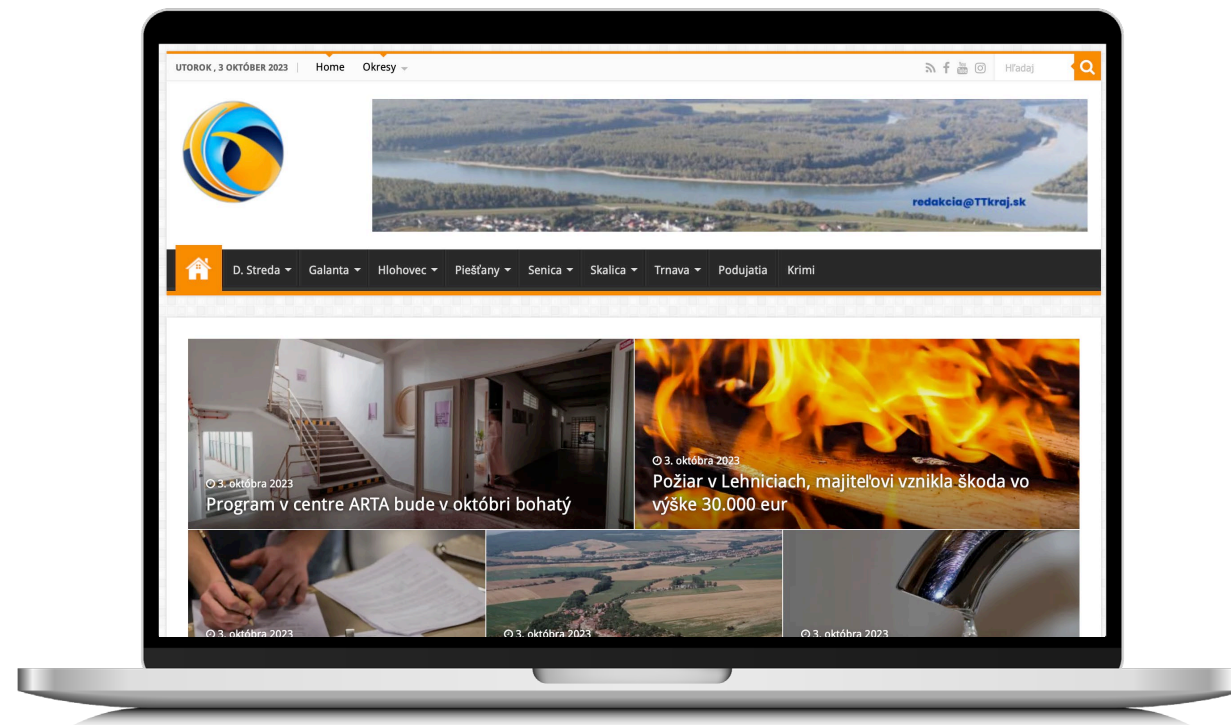 UTOROK , 3 OKTÓBER 2023
Home
Okresy
Hľadaj
redakcia@TTkraj.sk
D. Streda
Galanta
Hlohovec
Piešťany
Senica
Skalica
Trnava
Podujatia
Krimi
3. októbra 2023
Program v centre ARTA bude v októbri bohatý
3. októbra 2023
Požiar v Lehniciach, majiteľovi vznikla škoda vo
výške 30.000 eur
3. októbra 2023
3. októbra 2023
3. októbra 2023